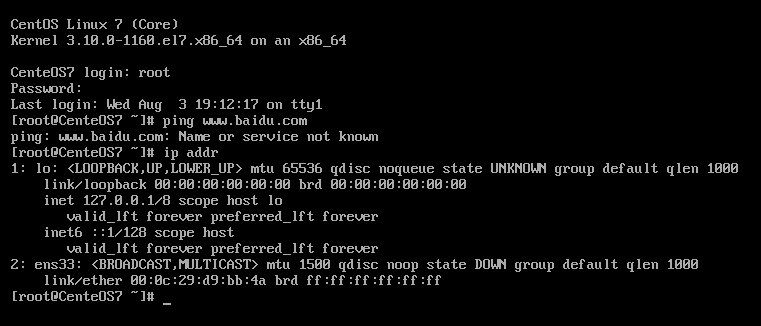 CentOS Linux 7 (Core)
Kernel 3.10.0-1160.el7.x86_64 on an x86_64
CenteOS7 login: root
Password:
Last login: Wed Aug  3 19:12:17 on tty1
[root@CenteOS7 ~]# ping www.baidu.com
ping: www.baidu.com: Name or service not known
[root@CenteOS7 ~]# ip addr
1: lo: <LOOPBACK,UP,LOWER_UP> mtu 65536 qdisc noqueue state UNKNOWN group default qlen 1000
    link/loopback 00:00:00:00:00:00 brd 00:00:00:00:00:00
    inet 127.0.0.1/8 scope host lo
       valid_lft forever preferred_lft forever
    inet6 ::1/128 scope host
       valid_lft forever preferred_lft forever
2: ens33: <BROADCAST,MULTICAST> mtu 1500 qdisc noop state DOWN group default qlen 1000
    link/ether 00:0c:29:d9:bb:4a brd ff:ff:ff:ff:ff:ff
[root@CenteOS7 ~]# _